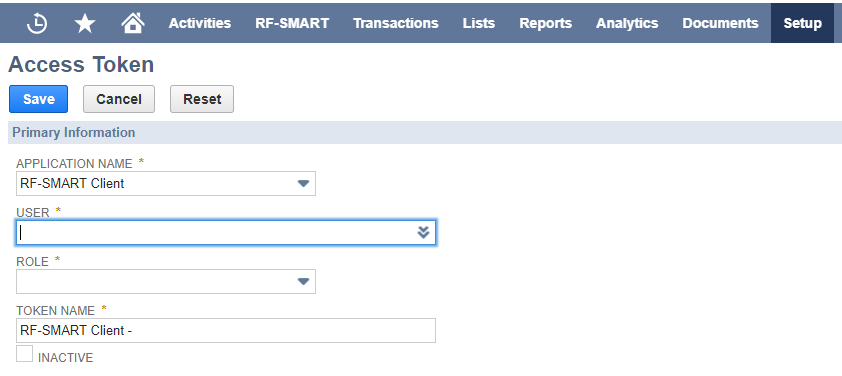 Activities RF-SMART Transactions Lists Reports Analytics Documents Setup
Access Token
Save Cancel Reset
Primary Information
APPLICATION NAME *
RF-SMART Client
USER *
ROLE *
TOKEN NAME *
RF-SMART Client -
INACTIVE